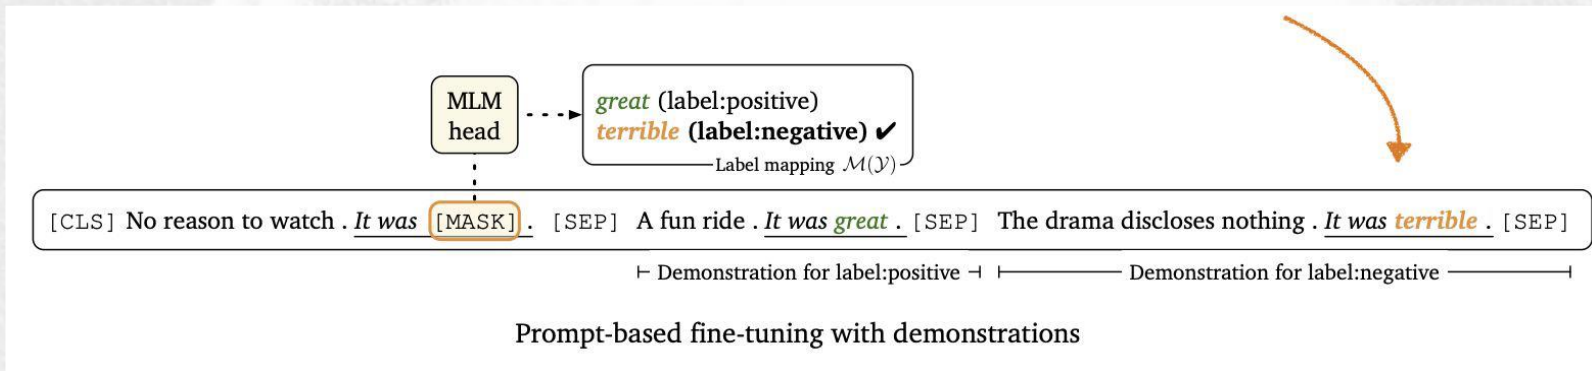 MLM
head
great (label:positive)
terrible (label:negative) ✔
Label mapping M(Y)
[CLS] No reason to watch . It was [MASK] . [SEP] A fun ride . It was great . [SEP] The drama discloses nothing . It was terrible . [SEP]
Demonstration for label:positive
Demonstration for label:negative
Prompt-based fine-tuning with demonstrations